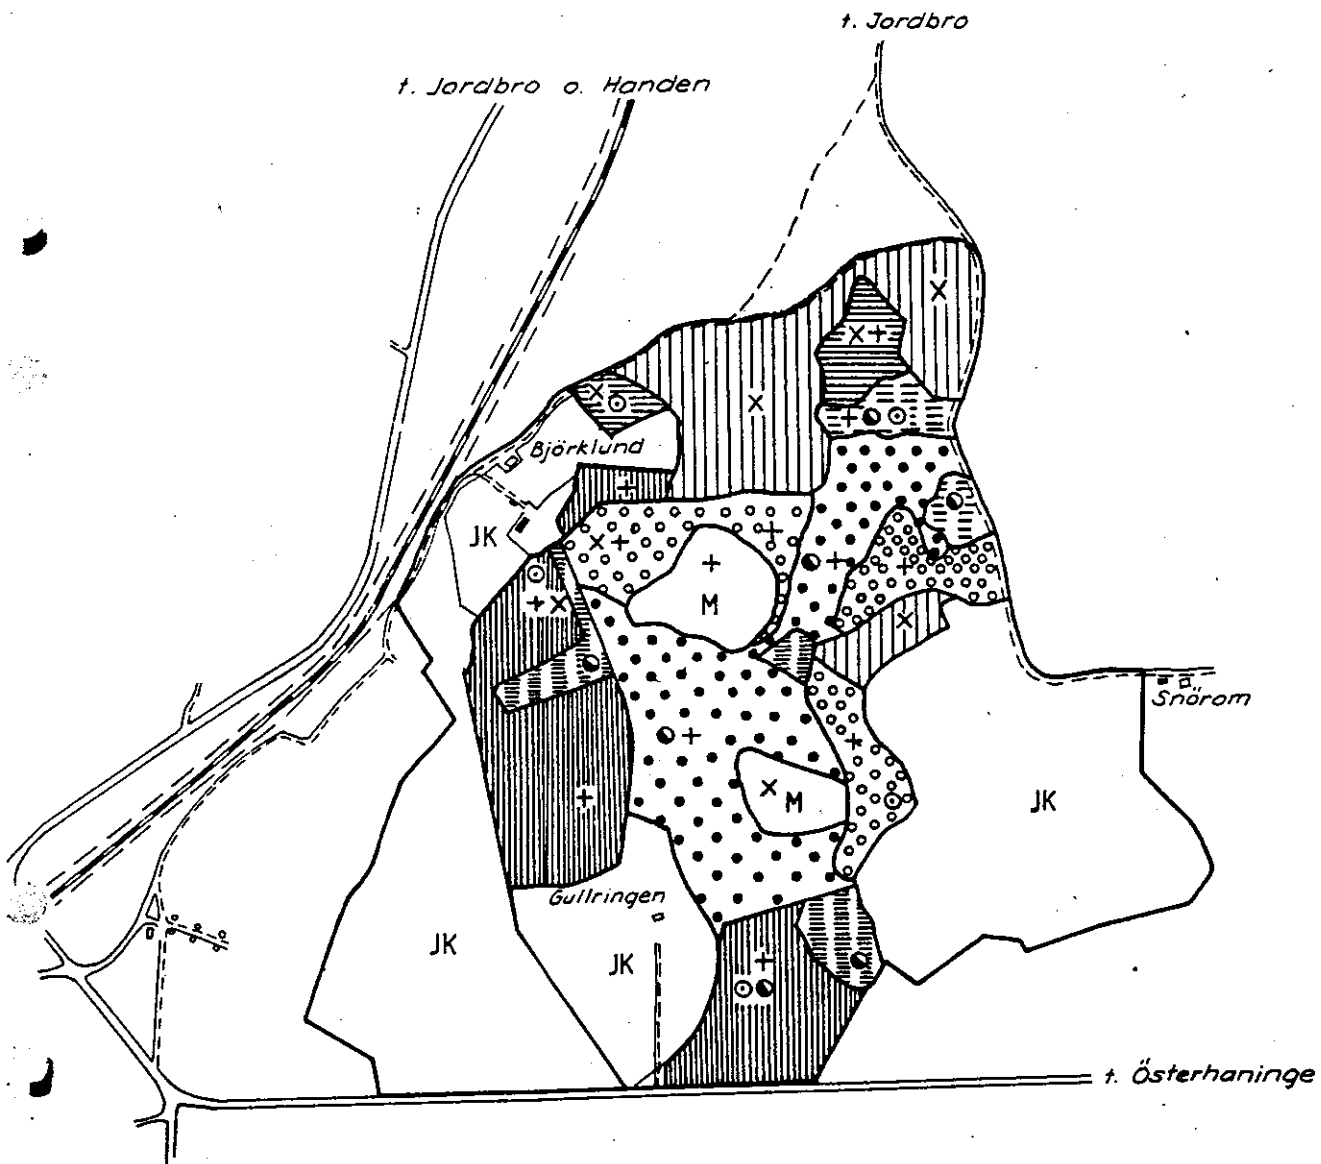 t. Jordbro
t. Jordbro o. Handen
Björklund
JK
M
Snörom
M
JK
Gullringen
JK
JK
t. Österhaninge